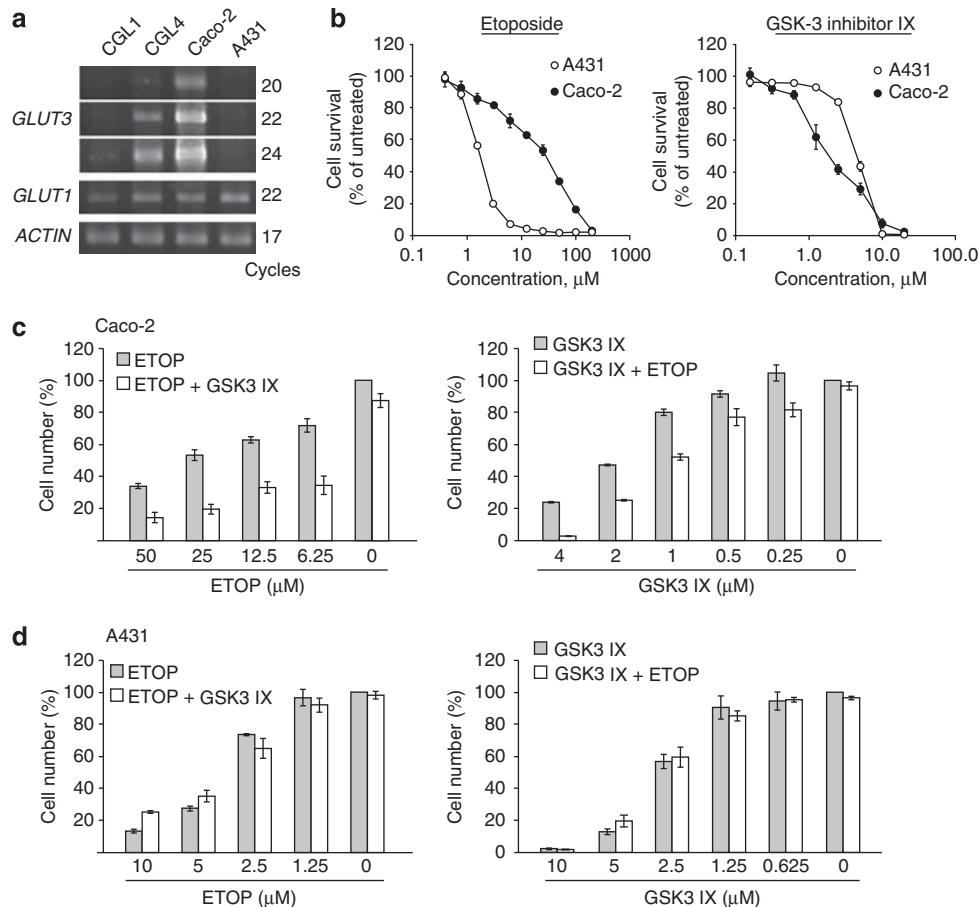 a
CGL1 CGL4 Caco-2 A431
20
GLUT3 22
24
GLUT1 22
ACTIN 17
Cycles
b
Etoposide
A431
Caco-2
Cell survival
(% of untreated)
120
100
80
60
40
20
0
0.1 1 10 100 1000
Concentration, μM
GSK-3 inhibitor IX
A431
Caco-2
Cell survival
(% of untreated)
120
100
80
60
40
20
0
0.1 1.0 10.0 100.0
Concentration, μM
c
Caco-2
ETOP
ETOP + GSK3 IX
Cell number (%)
120
100
80
60
40
20
50 25 12.5 6.25 0
ETOP (μM)
GSK3 IX
GSK3 IX + ETOP
Cell number (%)
120
100
80
60
40
20
0
4 2 1 0.5 0.25 0
GSK3 IX (μM)
d
A431
ETOP
ETOP + GSK3 IX
Cell number (%)
120
100
80
60
40
20
10 5 2.5 1.25 0
ETOP (μM)
GSK3 IX
GSK3 IX + ETOP
Cell number (%)
120
100
80
60
40
20
0
10 5 2.5 1.25 0.625 0
GSK3 IX (μM)